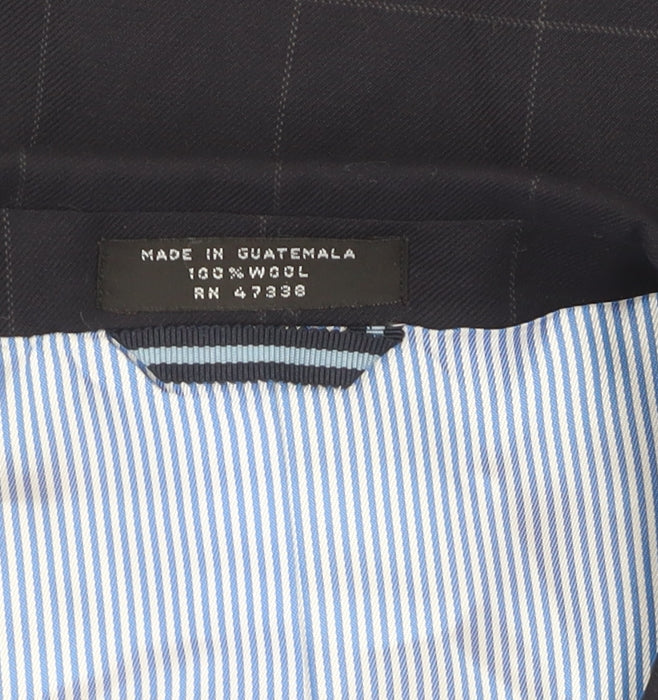 MADE IN GUATEMALA
100% WOOL
RN 47338